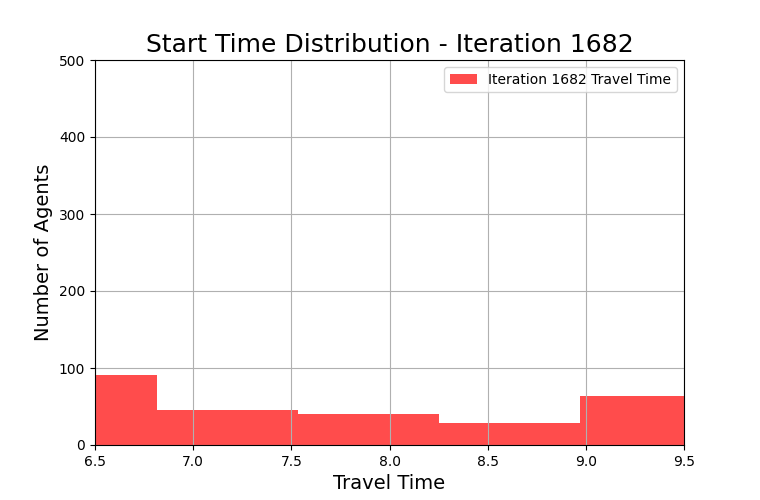 Start Time Distribution - Iteration 1682
Iteration 1682 Travel Time
Number of Agents
500
400
300
200
100
0
6.5 7.0 7.5 8.0 8.5 9.0 9.5
Travel Time